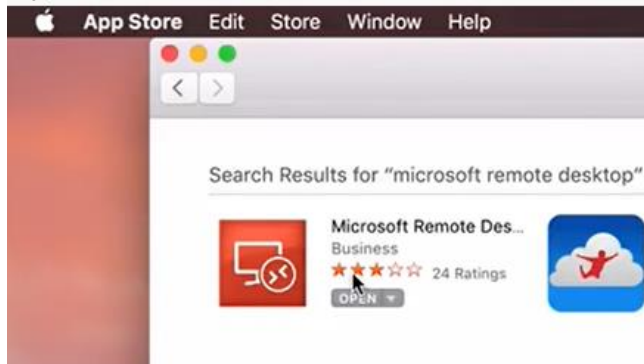 App Store Edit Store Window Help
Search Results for “microsoft remote desktop”
Microsoft Remote Des...
Business
24 Ratings
OPEN